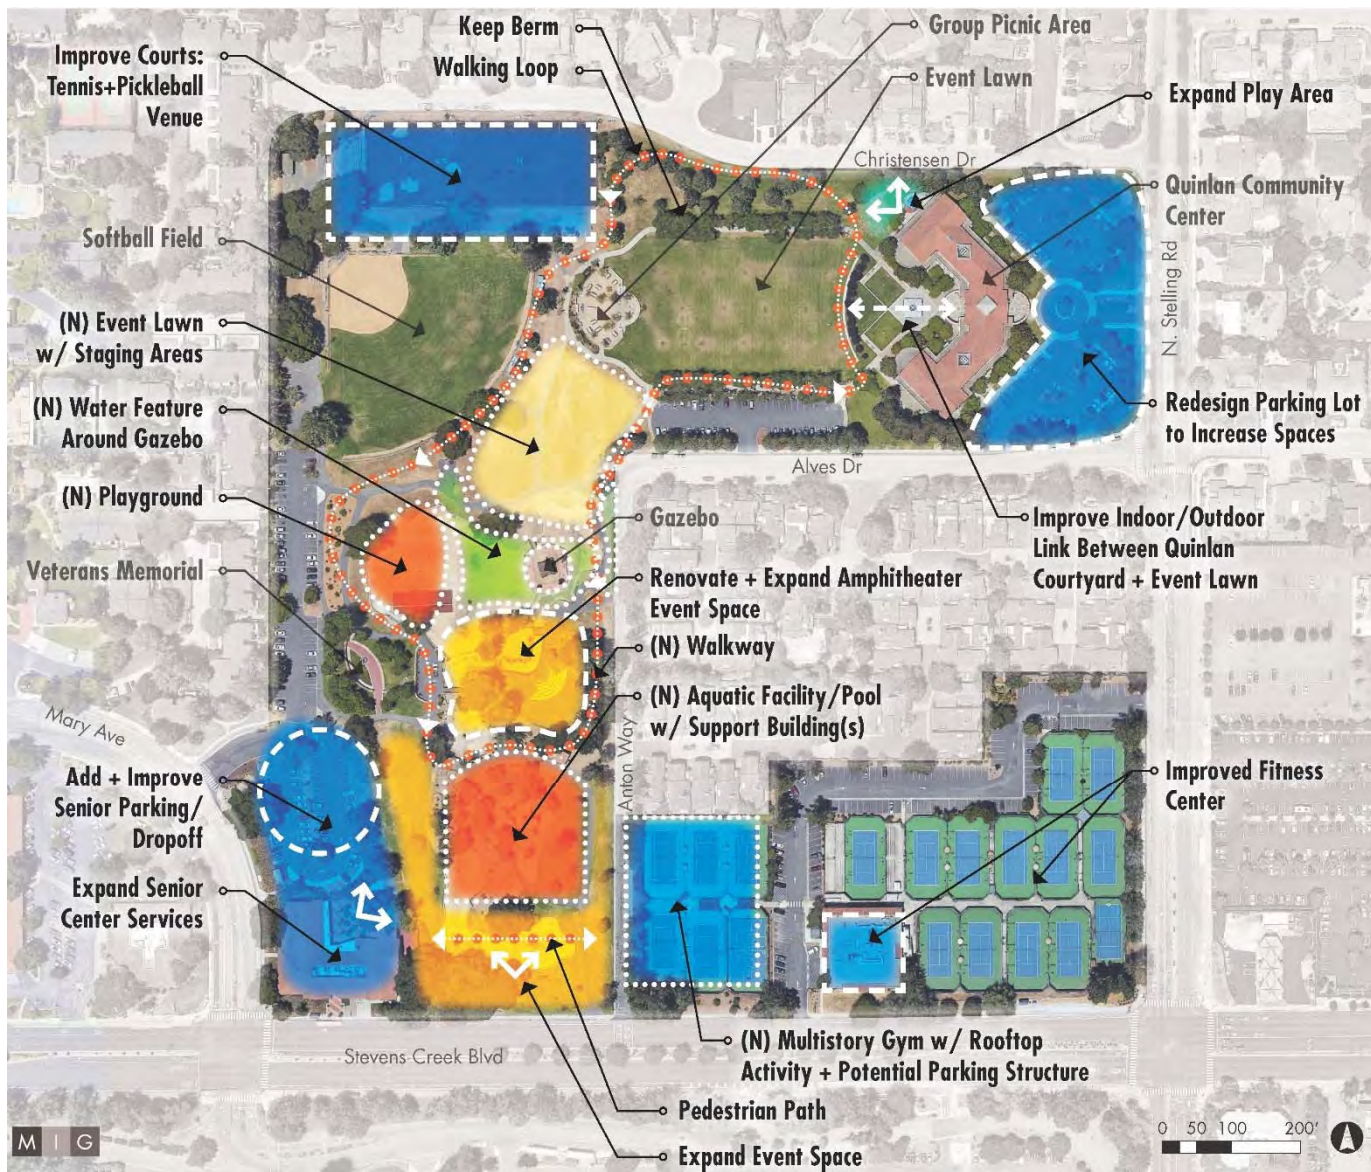 Keep Berm
Walking Loop
Group Picnic Area
Event Lawn
Expand Play Area
Improve Courts:
Tennis+Pickleball
Venue
Christensen Dr
Quinlan Community
Center
Softball Field
N. Stelling Rd
(N) Event Lawn
w/ Staging Areas
(N) Water Feature
Around Gazebo
Redesign Parking Lot
to Increase Spaces
Alves Dr
(N) Playground
Gazebo
Improve Indoor/Outdoor
Link Between Quinlan
Courtyard + Event Lawn
Veterans Memorial
Renovate + Expand Amphitheater
Event Space
(N) Walkway
(N) Aquatic Facility/Pool
w/ Support Building(s)
Mary Ave
Anton Way
Add + Improve
Senior Parking/
Dropoff
Improved Fitness
Center
Expand Senior
Center Services
Stevens Creek Blvd
(N) Multistory Gym w/ Rooftop
Activity + Potential Parking Structure
Pedestrian Path
Expand Event Space
M I G
0 50 100 200'